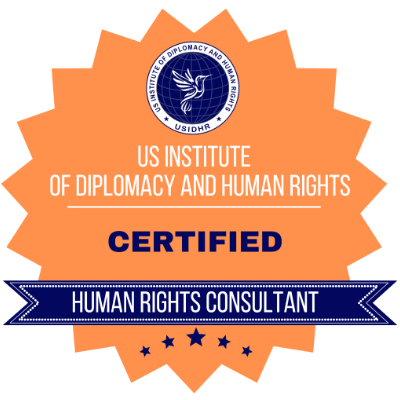 US INSTITUTE OF DIPLOMACY AND HUMAN RIGHTS
USIDHR
US INSTITUTE
OF DIPLOMACY AND HUMAN RIGHTS
CERTIFIED
HUMAN RIGHTS CONSULTANT